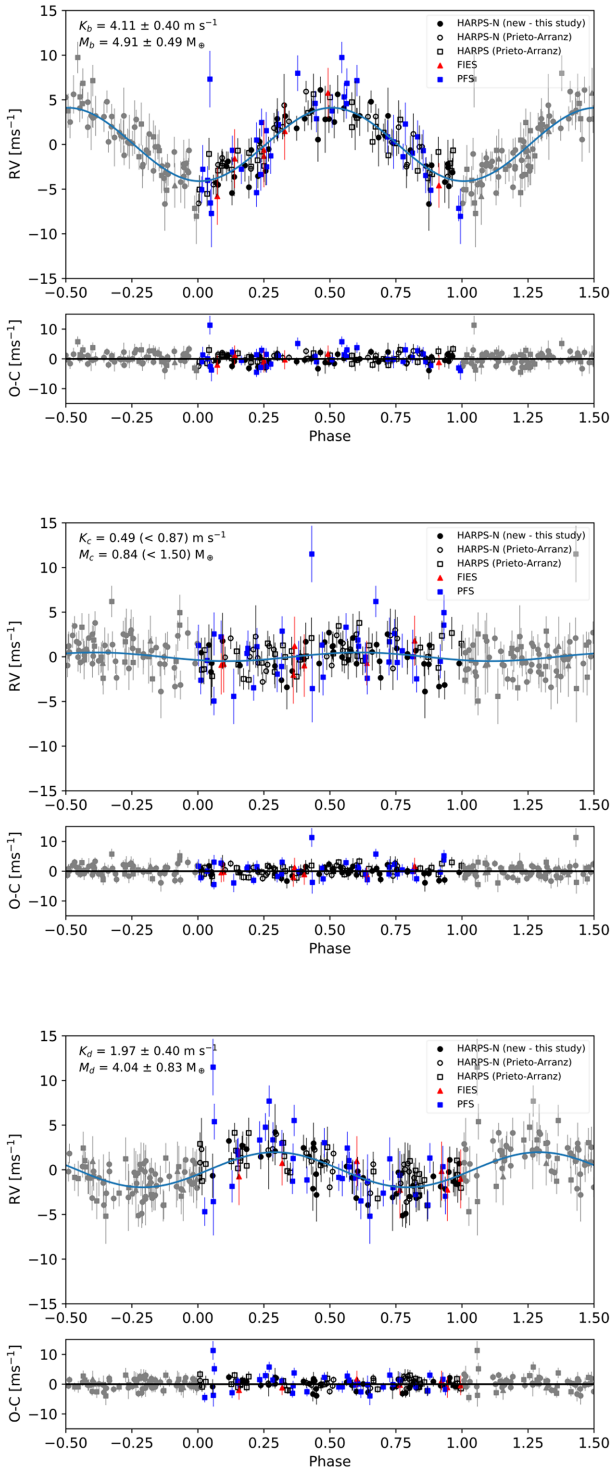 K_b = 4.11 ± 0.40 m s⁻¹
M_b = 4.91 ± 0.49 M⊕
HARPS-N (new - this study)
HARPS-N (Prieto-Arranz)
HARPS (Prieto-Arranz)
FIES
PFS
RV [ms⁻¹]
15
10
5
0
−5
−10
−15
−0.50 −0.25 0.00 0.25 0.50 0.75 1.00 1.25 1.50
O-C [ms⁻¹]
10
0
−10
−0.50 −0.25 0.00 0.25 0.50 0.75 1.00 1.25 1.50
Phase
K_c = 0.49 (< 0.87) m s⁻¹
M_c = 0.84 (< 1.50) M⊕
HARPS-N (new - this study)
HARPS-N (Prieto-Arranz)
HARPS (Prieto-Arranz)
FIES
PFS
RV [ms⁻¹]
15
10
5
0
−5
−10
−15
−0.50 −0.25 0.00 0.25 0.50 0.75 1.00 1.25 1.50
O-C [ms⁻¹]
10
0
−10
−0.50 −0.25 0.00 0.25 0.50 0.75 1.00 1.25 1.50
Phase
K_d = 1.97 ± 0.40 m s⁻¹
M_d = 4.04 ± 0.83 M⊕
HARPS-N (new - this study)
HARPS-N (Prieto-Arranz)
HARPS (Prieto-Arranz)
FIES
PFS
RV [ms⁻¹]
15
10
5
0
−5
−10
−15
−0.50 −0.25 0.00 0.25 0.50 0.75 1.00 1.25 1.50
O-C [ms⁻¹]
10
0
−10
−0.50 −0.25 0.00 0.25 0.50 0.75 1.00 1.25 1.50
Phase